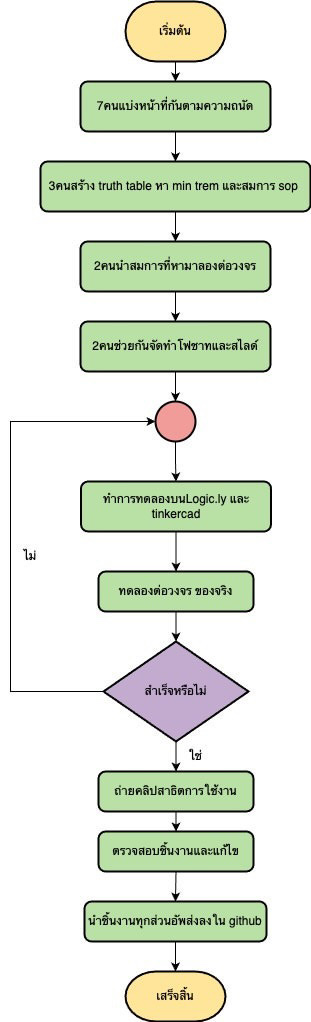 เริ่มต้น
7คนแบ่งหน้าที่กันตามความถนัด
3คนสร้าง truth table หา min trem และสมการ sop
2คนนำสมการที่หามาลองต่อวงจร
2คนช่วยกันจัดทำโฟชาทและสไลด์
ทำการทดลองบนLogic.ly และ
tinkercad
ไม่
ทดลองต่อวงจร ของจริง
สำเร็จหรือไม่
ใช่
ถ่ายคลิปสาธิตการใช้งาน
ตรวจสอบชิ้นงานและแก้ไข
นำชิ้นงานทุกส่วนอัพส่งลงใน github
เสร็จสิ้น